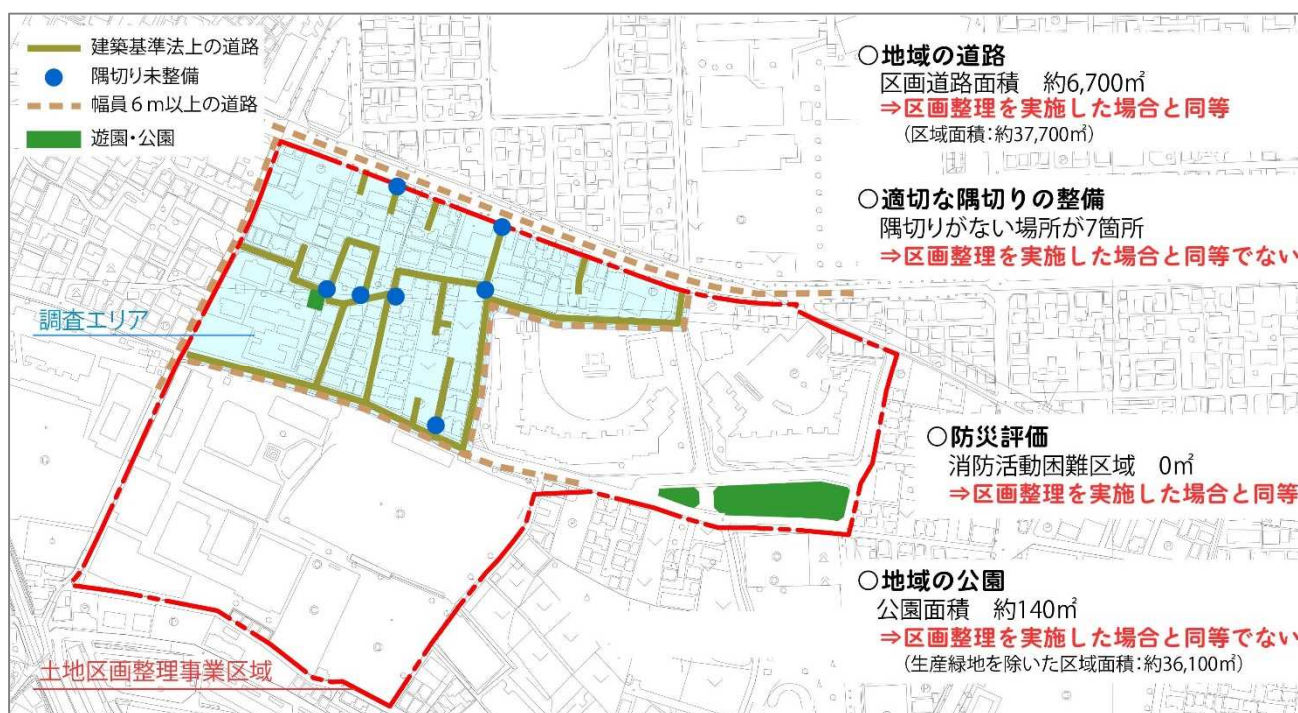 建築基準法上の道路
隅切り未整備
幅員6m以上の道路
遊園・公園
調査エリア
土地区画整理事業区域
○地域の道路
区画道路面積 約6,700㎡
⇒区画整理を実施した場合と同等
（区域面積：約37,700㎡）
○適切な隅切りの整備
隅切りがない場所が7箇所
⇒区画整理を実施した場合と同等でない
○防災評価
消防活動困難区域 0㎡
⇒区画整理を実施した場合と同等
○地域の公園
公園面積 約140㎡
⇒区画整理を実施した場合と同等でない
（生産緑地を除いた区域面積：約36,100㎡）